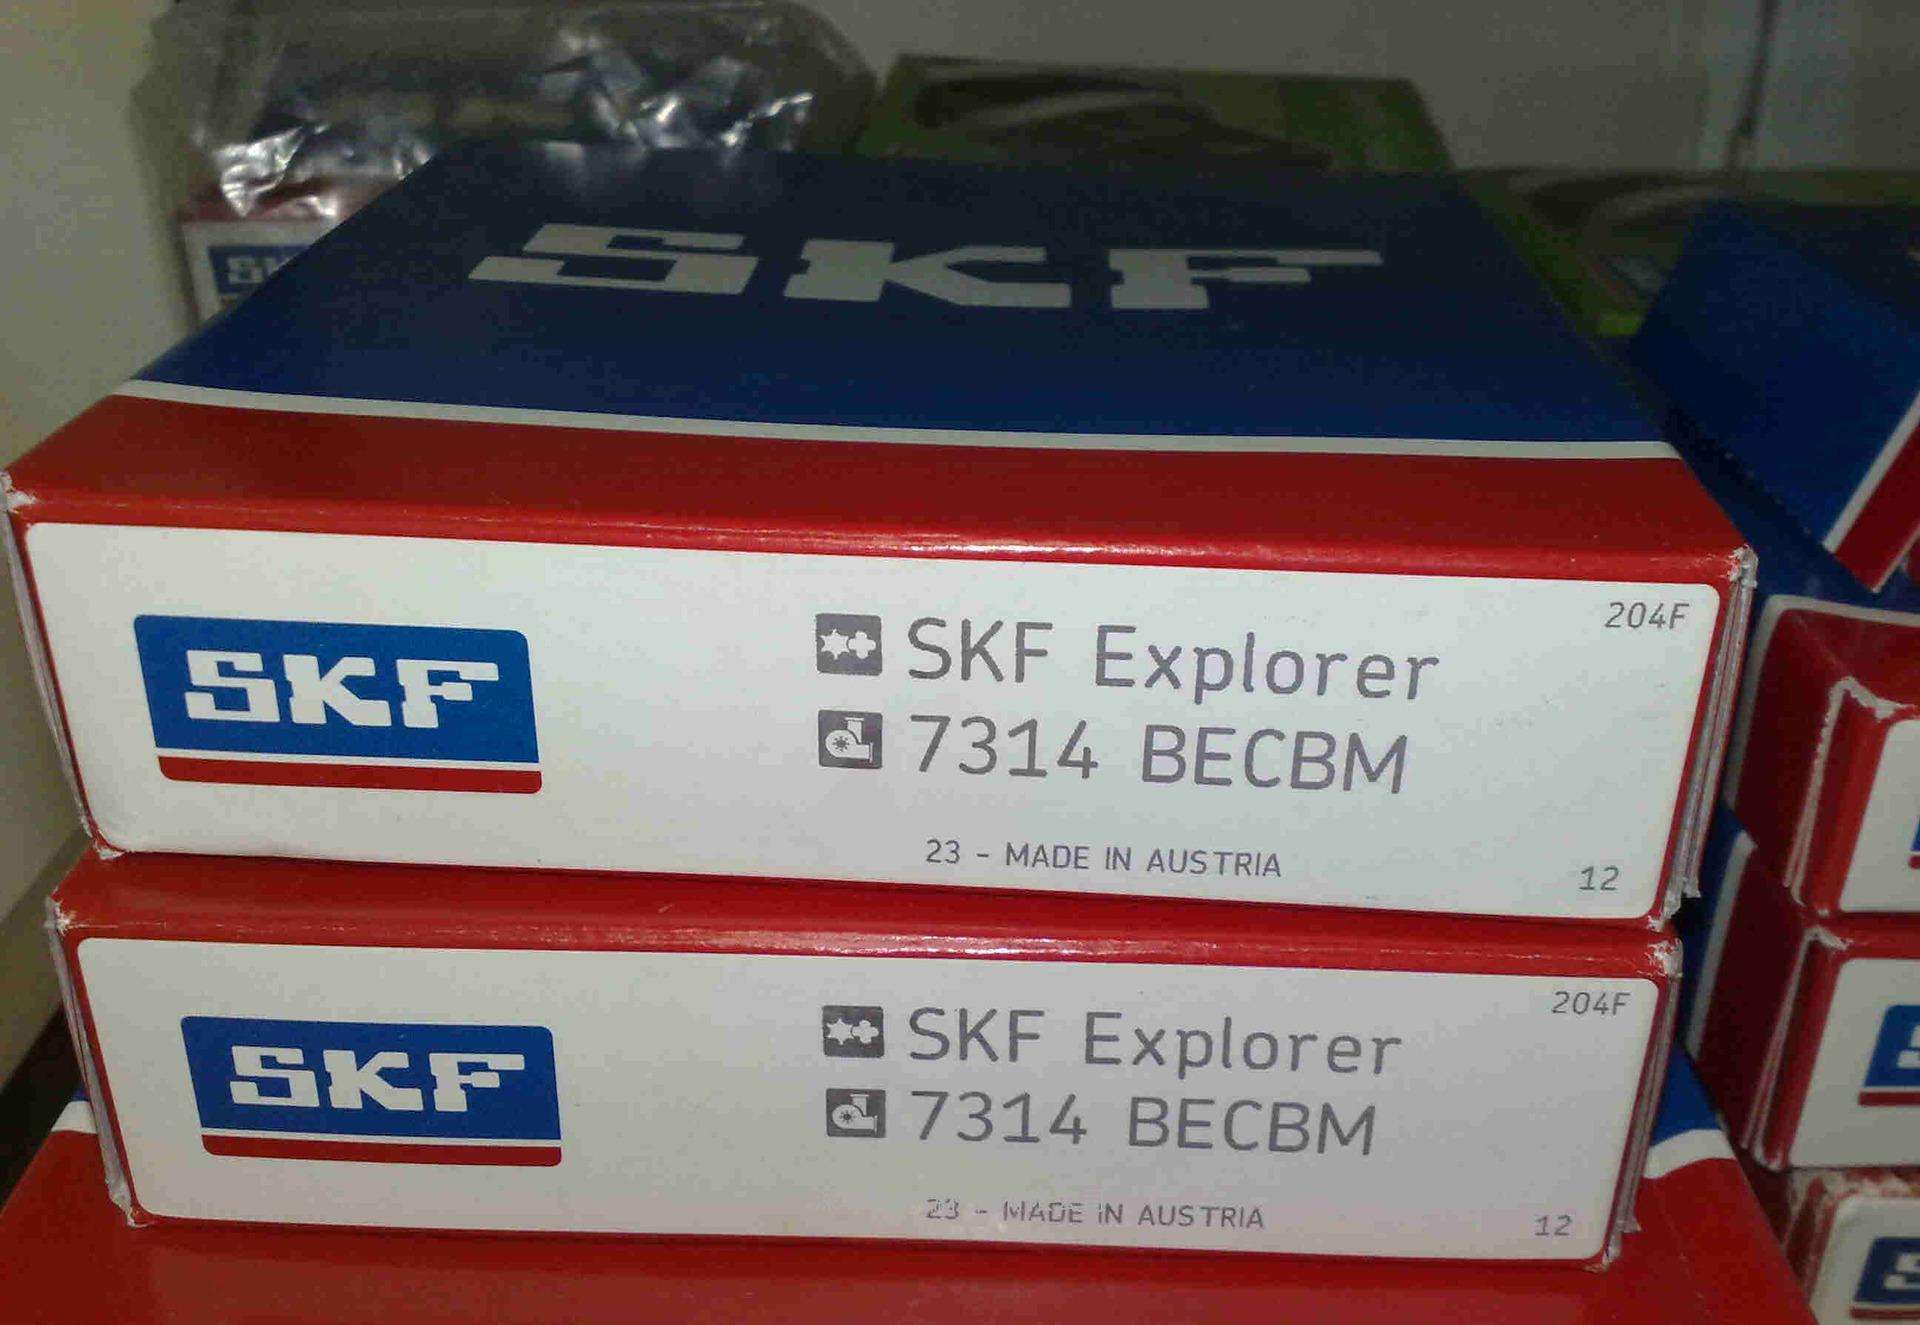 SKF
SKF
204F
SKF Explorer
SKF
7314 BECBM
23 - MADE IN AUSTRIA
12
204F
SKF Explorer
SKF
7314 BECBM
23 - MADE IN AUSTRIA
12